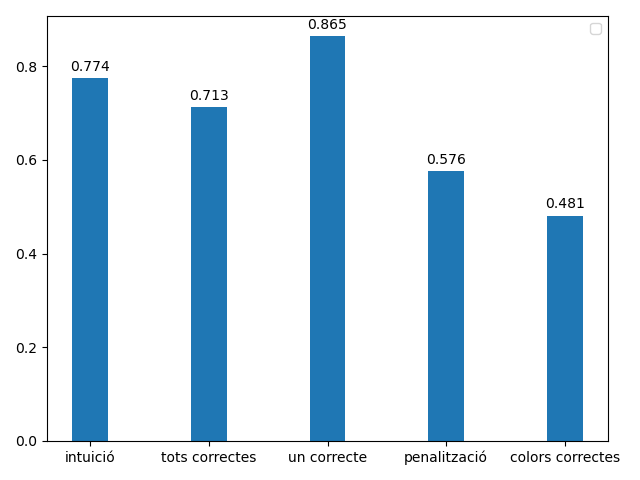 0.865
0.774
0.713
0.576
0.481
0.8
0.6
0.4
0.2
0.0
intuició
tots correctes
un correcte
penalització
colors correctes